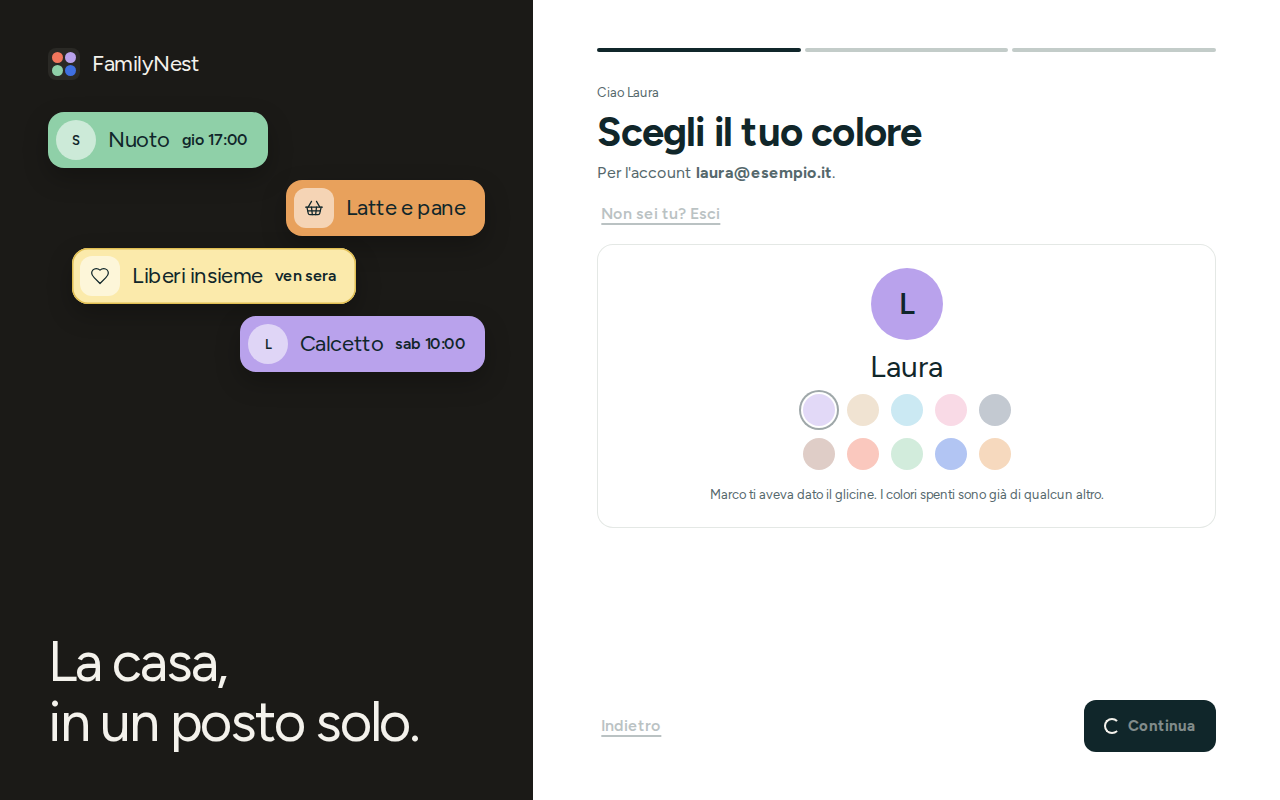 FamilyNest
S Nuoto gio 17:00
Latte e pane
Liberi insieme ven sera
L Calcetto sab 10:00
La casa,
in un posto solo.
Ciao Laura
Scegli il tuo colore
Per l'account laura@esempio.it.
Non sei tu? Esci
L
Laura
Marco ti aveva dato il glicine. I colori spenti sono già di qualcun altro.
Indietro
Continua